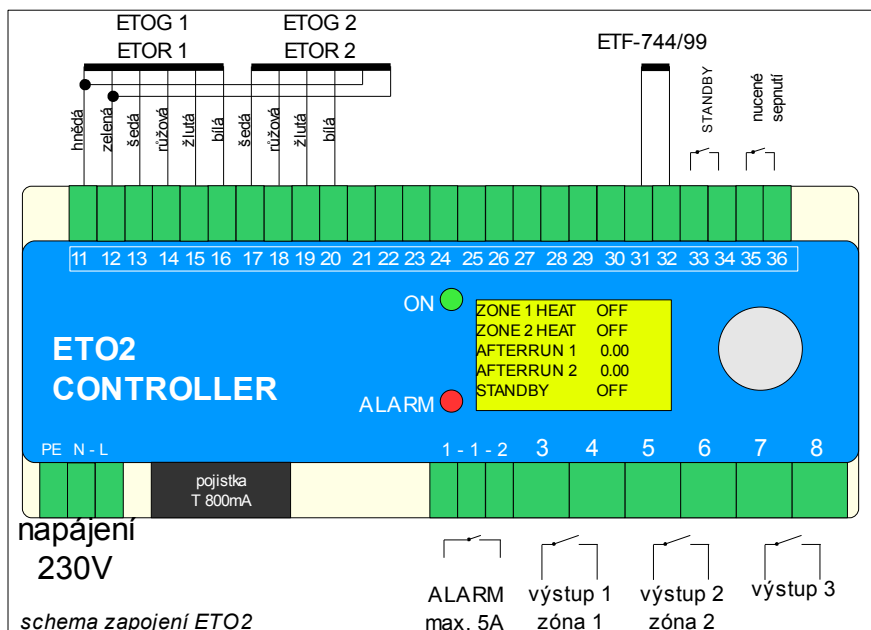 ETOG 1
ETOR 1
ETOG 2
ETOR 2
ETF-744/99
hnědá
zelená
šedá
růžová
žlutá
bílá
šedá
růžová
žlutá
bílá
STANDBY
nucené
sepnutí
11 12 13 14 15 16 17 18 19 20 21 22 23 24 25 26 27 28 29 30 31 32 33 34 35 36
ON
ZONE 1 HEAT OFF
ZONE 2 HEAT OFF
AFTERRUN 1 0.00
AFTERRUN 2 0.00
STANDBY OFF
ETO2
CONTROLLER
ALARM
PE N - L
1 - 1 - 2 3 4 5 6 7 8
pojistka
T 800mA
napájení
230V
ALARM
max. 5A
výstup 1
zóna 1
výstup 2
zóna 2
výstup 3
schema zapojení ETO2